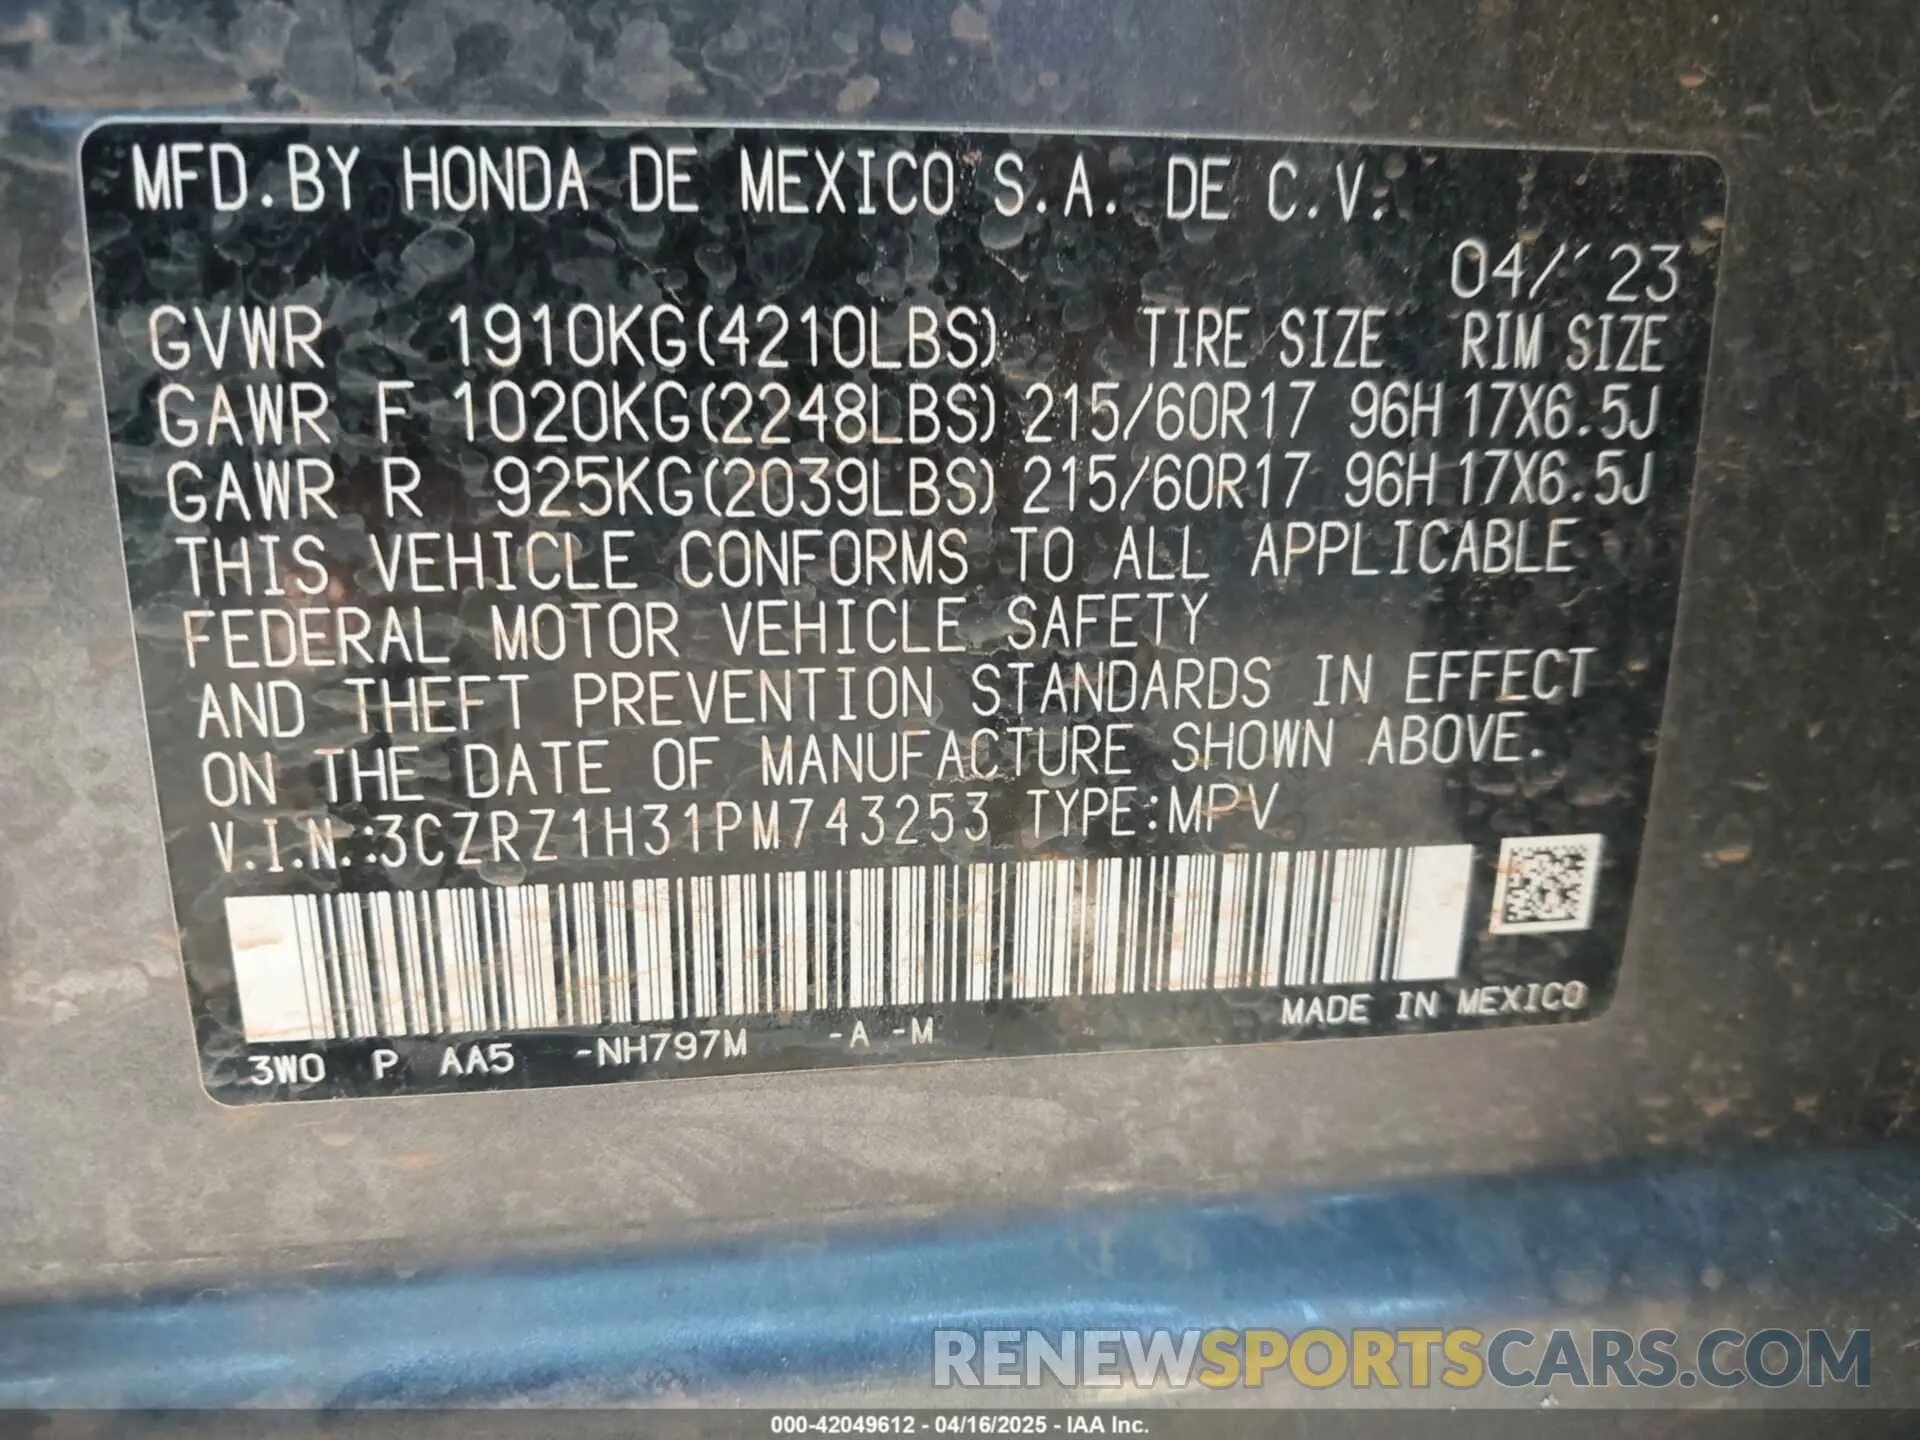 MFD.BY HONDA DE MEXICO S.A. DE C.V.
04/'23
GVWR 1910KG(4210LBS) TIRE SIZE RIM SIZE
GAWR F 1020KG(2248LBS) 215/60R17 96H 17X6.5J
GAWR R 925KG(2039LBS) 215/60R17 96H 17X6.5J
THIS VEHICLE CONFORMS TO ALL APPLICABLE
FEDERAL MOTOR VEHICLE SAFETY
AND THEFT PREVENTION STANDARDS IN EFFECT
ON THE DATE OF MANUFACTURE SHOWN ABOVE.
V.I.N.:3CZRZ1H31PM743253 TYPE:MPV
MADE IN MEXICO
3W0 P AA5 -NH797M -A -M
RENEWSPORTSCARS.COM
000-42049612 - 04/16/2025 - IAA Inc.